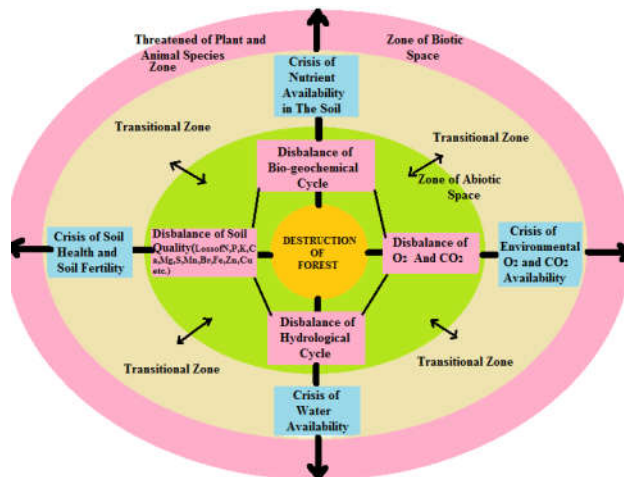 Threatened of Plant and
Animal Species
Zone
Zone of Biotic
Space
Crisis of
Nutrient
Availability
in The Soil
Transitional Zone
Transitional Zone
Disbalance of
Bio-geochemical
Cycle
Zone of Abiotic
Space
Crisis of Soil
Health and
Soil Fertility
Disbalance of Soil
Quality(LossofN,P,K,C
a,Mg,S,Mn,Br,Fe,Zn,Cu
etc.)
DESTRUCTION
OF
FOREST
Disbalance of
O2 And CO2
Crisis of
Environmental
O2 and CO2
Availability
Disbalance of
Hydrological
Cycle
Transitional Zone
Transitional Zone
Crisis of
Water
Availability